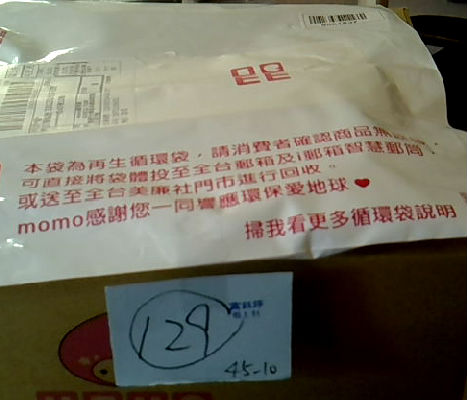 本袋為再生循環袋，請消費者確認商品無
可直接將袋體投至全台郵箱及i郵箱智慧郵筒，
或送至全台美廉社門市進行回收。
momo感謝您一同響應環保愛地球❤
掃我看更多循環袋說明
129
45-10